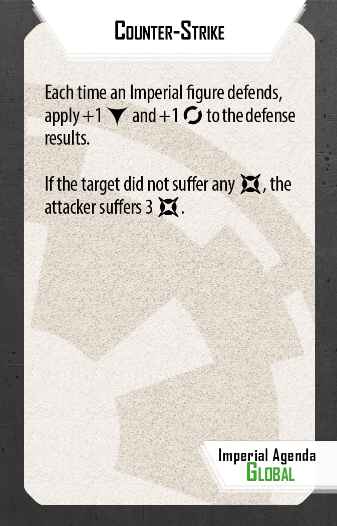 Counter-Strike
Each time an Imperial figure defends,
apply +1 and +1 to the defense
results.
If the target did not suffer any , the
attacker suffers 3 .
Imperial Agenda
Global